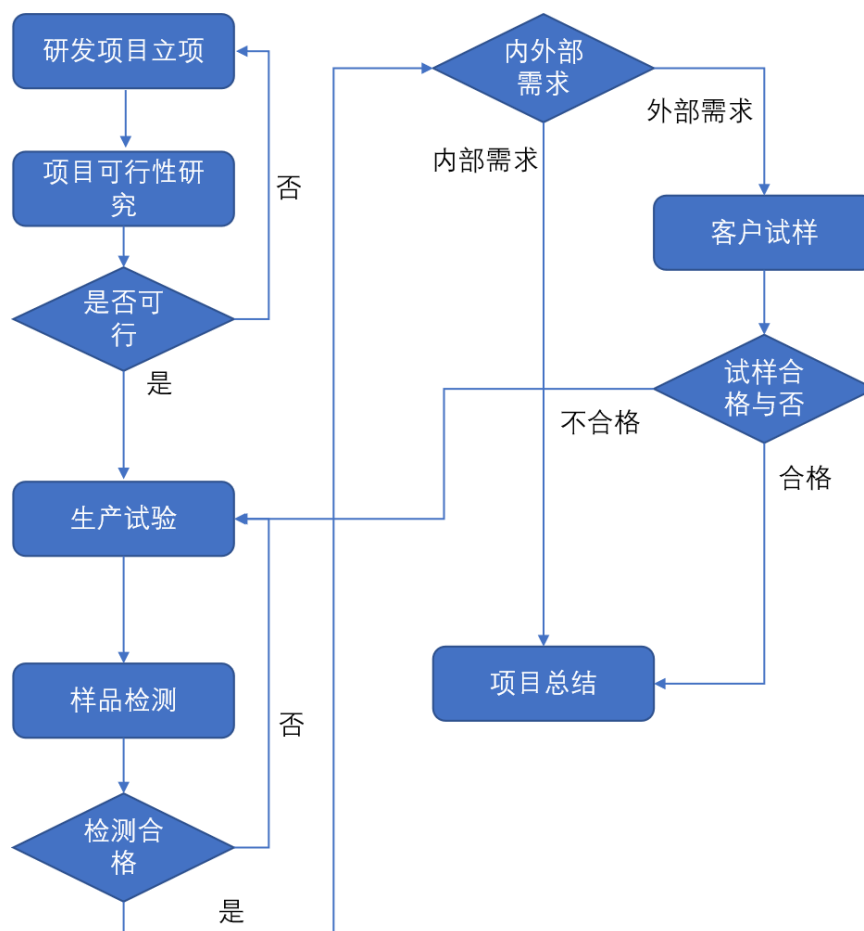 研发项目立项
项目可行性研
究
否
是否可
行
是
生产试验
样品检测
否
检测合
格
是
内外部
需求
外部需求
内部需求
客户试样
试样合
格与否
不合格
合格
项目总结